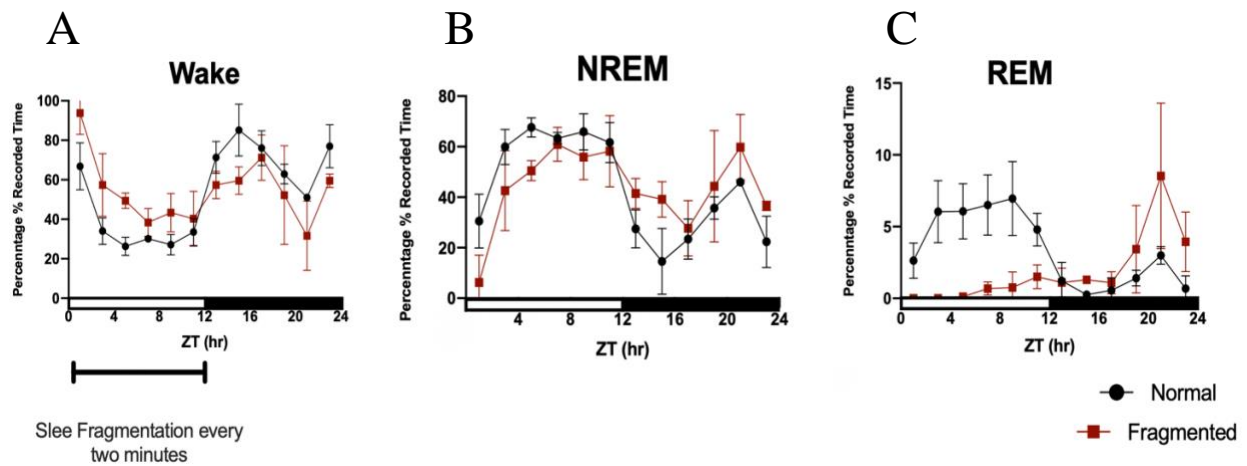 A
B
C
Wake
NREM
REM
Percenntage % Recorded Time
100
80
60
40
20
0
0 4 8 12 16 20 24
ZT (hr)
Percenntage % Recorded Time
80
60
40
20
0
4 8 12 16 20 24
ZT (hr)
Percenntage % Recorded Time
15
10
5
0
0 4 8 12 16 20 24
ZT (hr)
Slee Fragmentation every
two minutes
Normal
Fragmented